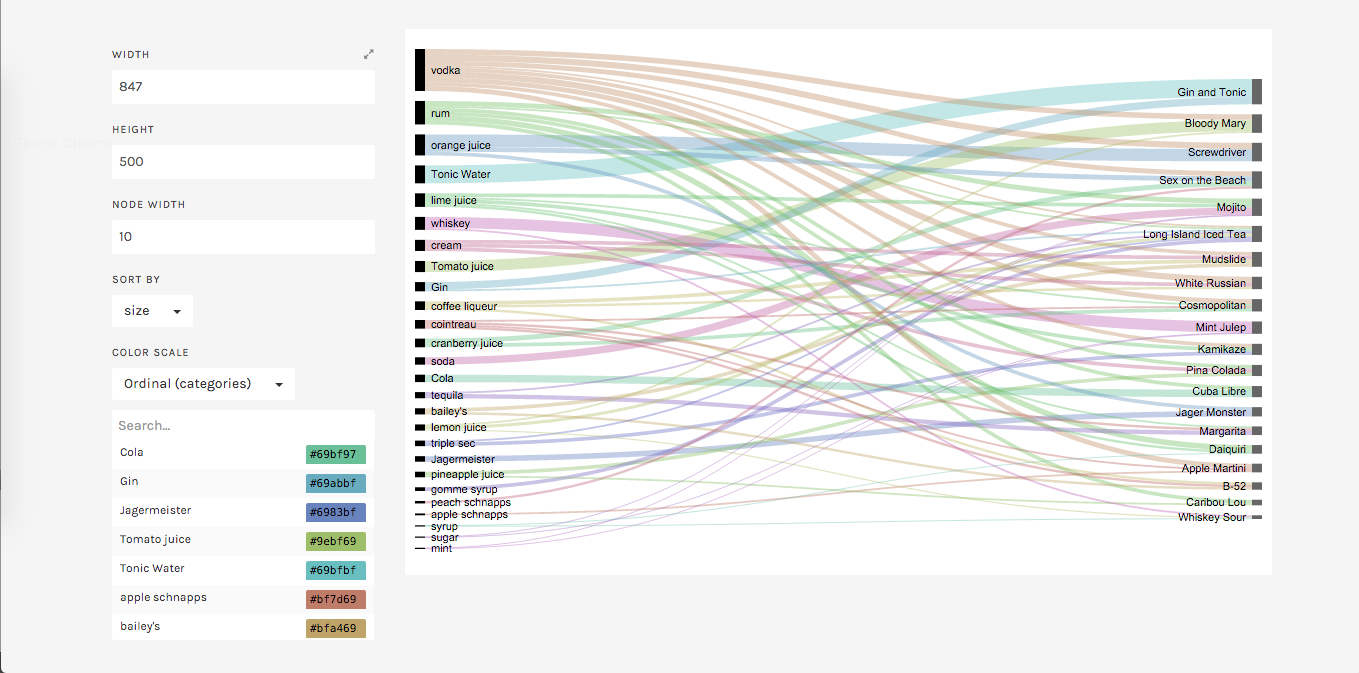 WIDTH
847
HEIGHT
500
NODE WIDTH
10
SORT BY
size
COLOR SCALE
Ordinal (categories)
Search...
Cola #69bf97
Gin #69abbf
Jagermeister #6983bf
Tomato juice #9ebf69
Tonic Water #69bfbf
apple schnapps #bf7d69
bailey's #bfa469
vodka
rum
orange juice
Tonic Water
lime juice
whiskey
cream
Tomato juice
Gin
coffee liqueur
cointreau
cranberry juice
soda
Cola
tequila
bailey's
lemon juice
triple sec
Jagermeister
pineapple juice
gomme syrup
peach schnapps
apple schnapps
syrup
sugar
mint
Gin and Tonic
Bloody Mary
Screwdriver
Sex on the Beach
Mojito
Long Island Iced Tea
Mudslide
White Russian
Cosmopolitan
Mint Julep
Kamikaze
Pina Colada
Cuba Libre
Jager Monster
Margarita
Daiquiri
Apple Martini
B-52
Caribou Lou
Whiskey Sour